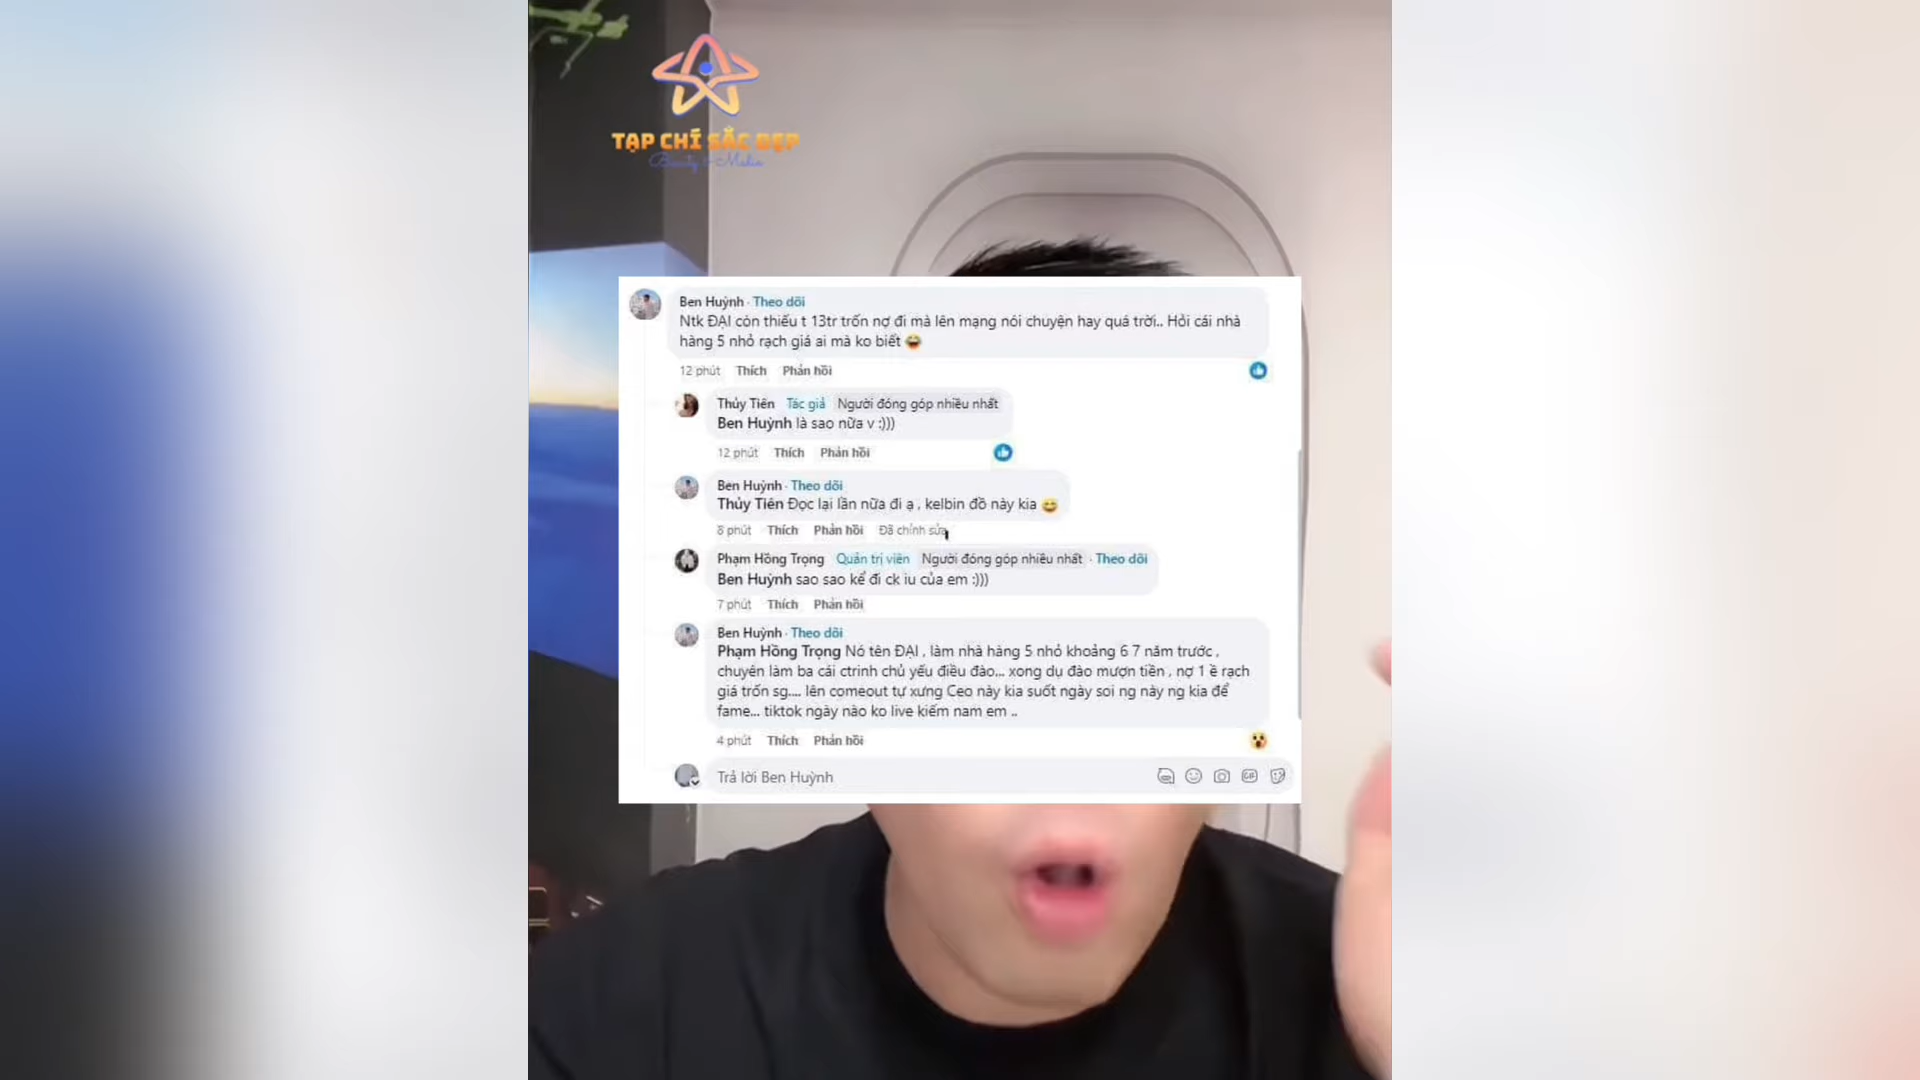 TẠP CHÍ SẮC ĐẸP
Beauty & Media
Ben Huỳnh · Theo dõi
Ntk ĐẠI còn thiếu t 13tr trốn nợ đi mà lên mạng nói chuyện hay quá trời.. Hỏi cái nhà
hàng 5 nhỏ rạch giá ai mà ko biết 😂
12 phút Thích Phản hồi
Thủy Tiên Tác giả Người đóng góp nhiều nhất
Ben Huỳnh là sao nữa v :)))
12 phút Thích Phản hồi
Ben Huỳnh · Theo dõi
Thủy Tiên Đọc lại lần nữa đi ạ , kelbin đồ này kia 😅
8 phút Thích Phản hồi Đã chỉnh sửa
Phạm Hồng Trọng Quản trị viên Người đóng góp nhiều nhất · Theo dõi
Ben Huỳnh sao sao kể đi ck iu của em :)))
7 phút Thích Phản hồi
Ben Huỳnh · Theo dõi
Phạm Hồng Trọng Nó tên ĐẠI , làm nhà hàng 5 nhỏ khoảng 6 7 năm trước ,
chuyên làm ba cái ctrinh chủ yếu điều đào... xong dụ đào mượn tiền , nợ 1 ề rạch
giá trốn sg.... lên comeout tự xưng Ceo này kia suốt ngày soi ng này ng kia để
fame... tiktok ngày nào ko live kiếm nam em ..
4 phút Thích Phản hồi
Trả lời Ben Huỳnh